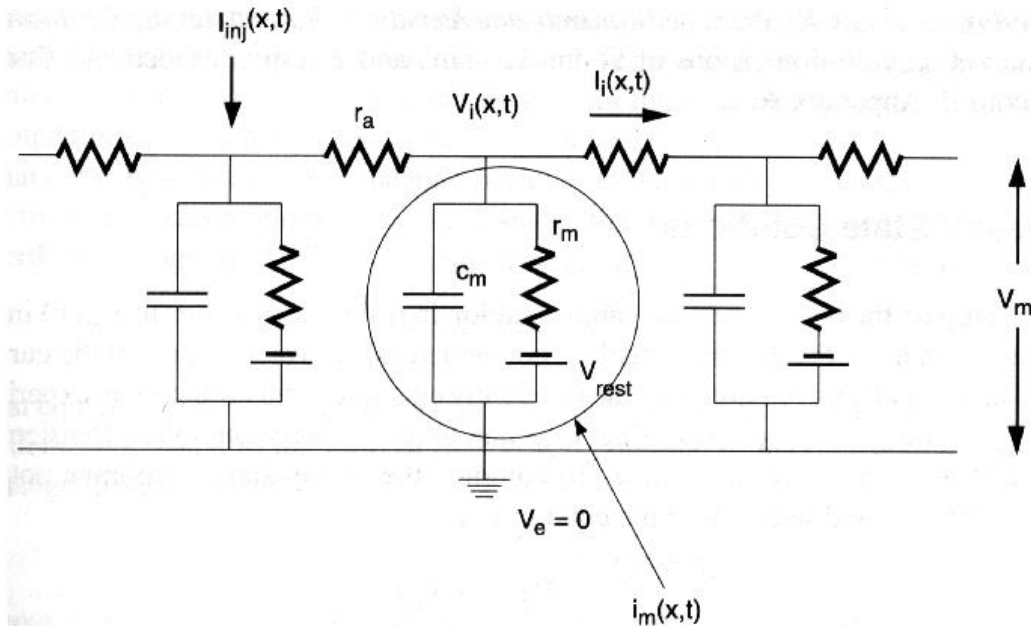 I_inj(x,t)
r_a
V_i(x,t)
I_i(x,t)
r_m
c_m
V_rest
V_m
V_e = 0
i_m(x,t)